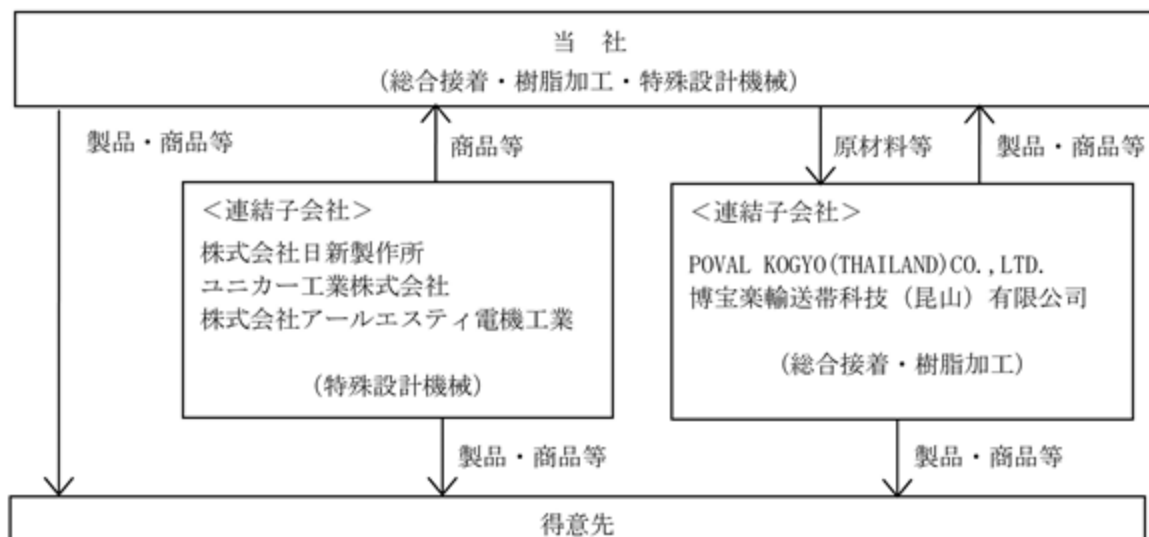 当　社
(総合接着・樹脂加工・特殊設計機械)
製品・商品等
商品等
原材料等
製品・商品等
＜連結子会社＞
株式会社日新製作所
ユニカー工業株式会社
株式会社アールエスティ電機工業
(特殊設計機械)
＜連結子会社＞
POVAL KOGYO(THAILAND)CO.,LTD.
博宝楽輸送帯科技（昆山）有限公司
(総合接着・樹脂加工)
製品・商品等
製品・商品等
得意先